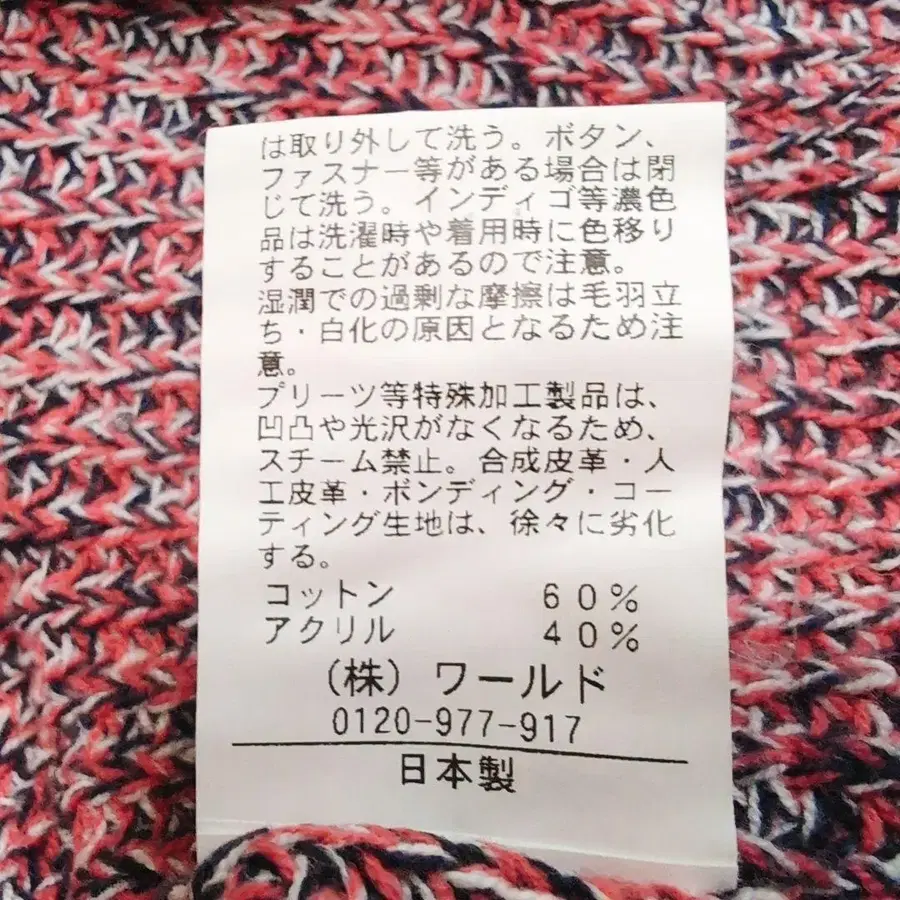 は取り外して洗う。ボタン、
ファスナー等がある場合は閉
じて洗う。インディゴ等濃色
品は洗濯時や着用時に色移り
することがあるので注意。
湿潤での過剰な摩擦は毛羽立
ち・白化の原因となるため注
意。
プリーツ等特殊加工製品は、
凹凸や光沢がなくなるため、
スチーム禁止。合成皮革・人
工皮革・ボンディング・コー
ティング生地は、徐々に劣化
する。
コットン 60%
アクリル 40%
(株) ワールド
0120-977-917
日本製